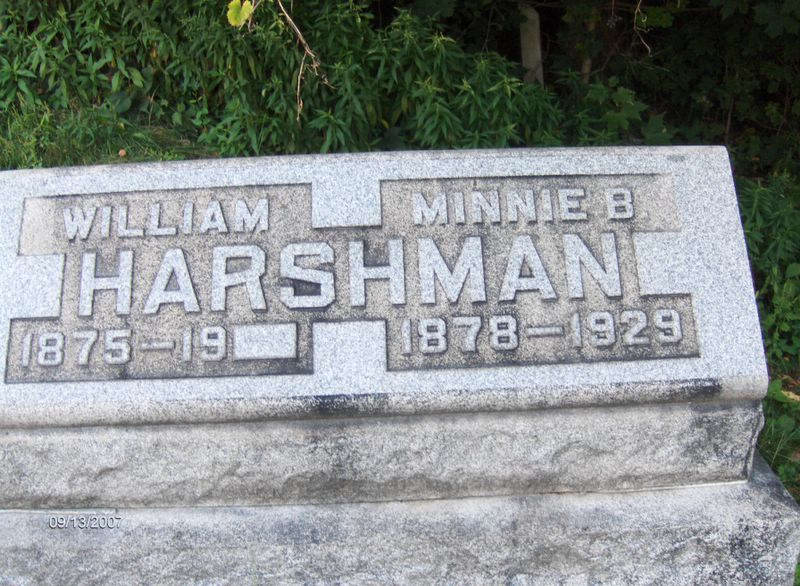 WILLIAM MINNIE B.
HARSHMAN
1875-19 1878-1929
09/13/2007